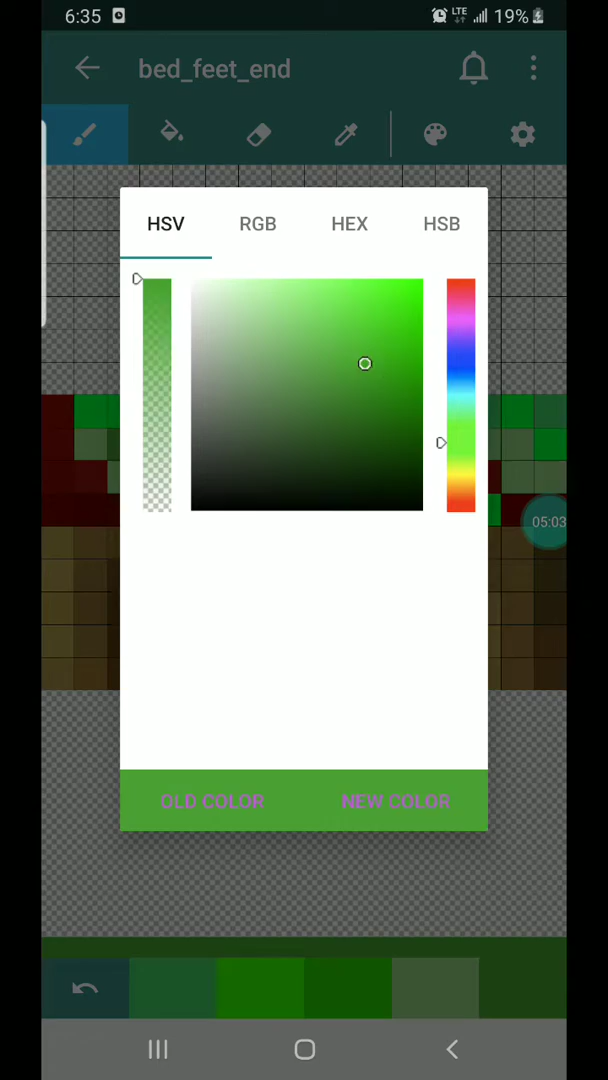 6:35 LTE 19%
bed_feet_end
HSV RGB HEX HSB
05:03
OLD COLOR NEW COLOR